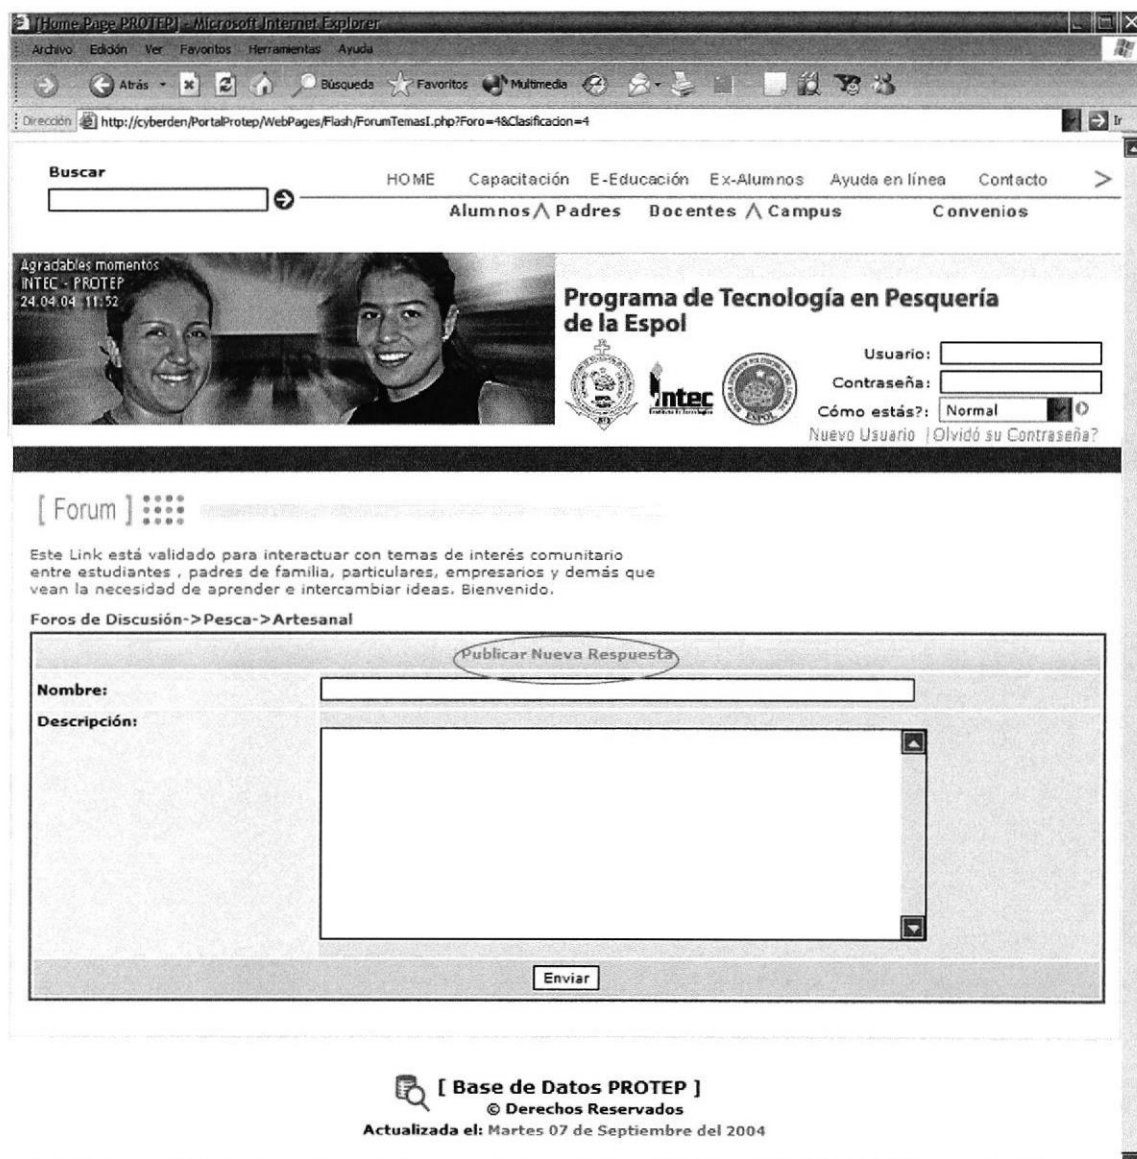 [Home Page PROTEP] - Microsoft Internet Explorer
Archivo Edición Ver Favoritos Herramientas Ayuda
Atrás Búsqueda Favoritos Multimedia
Dirección http://cyberden/PortalProtep/WebPages/Flash/ForumTemasI.php?Foro=4&Clasificacion=4 Ir
Buscar
HOME Capacitación E-Educación Ex-Alumnos Ayuda en línea Contacto >
Alumnos Padres Docentes Campus Convenios
Agradables momentos
INTEC - PROTEP
24.04.04 11:52
Programa de Tecnología en Pesquería
de la Espol
Usuario:
Contraseña:
Cómo estás?: Normal
Nuevo Usuario | Olvidó su Contraseña?
intec
ESPOL
[ Forum ]
Este Link está validado para interactuar con temas de interés comunitario
entre estudiantes , padres de familia, particulares, empresarios y demás que
vean la necesidad de aprender e intercambiar ideas. Bienvenido.
Foros de Discusión->Pesca->Artesanal
Publicar Nueva Respuesta
Nombre:
Descripción:
Enviar
[ Base de Datos PROTEP ]
© Derechos Reservados
Actualizada el: Martes 07 de Septiembre del 2004